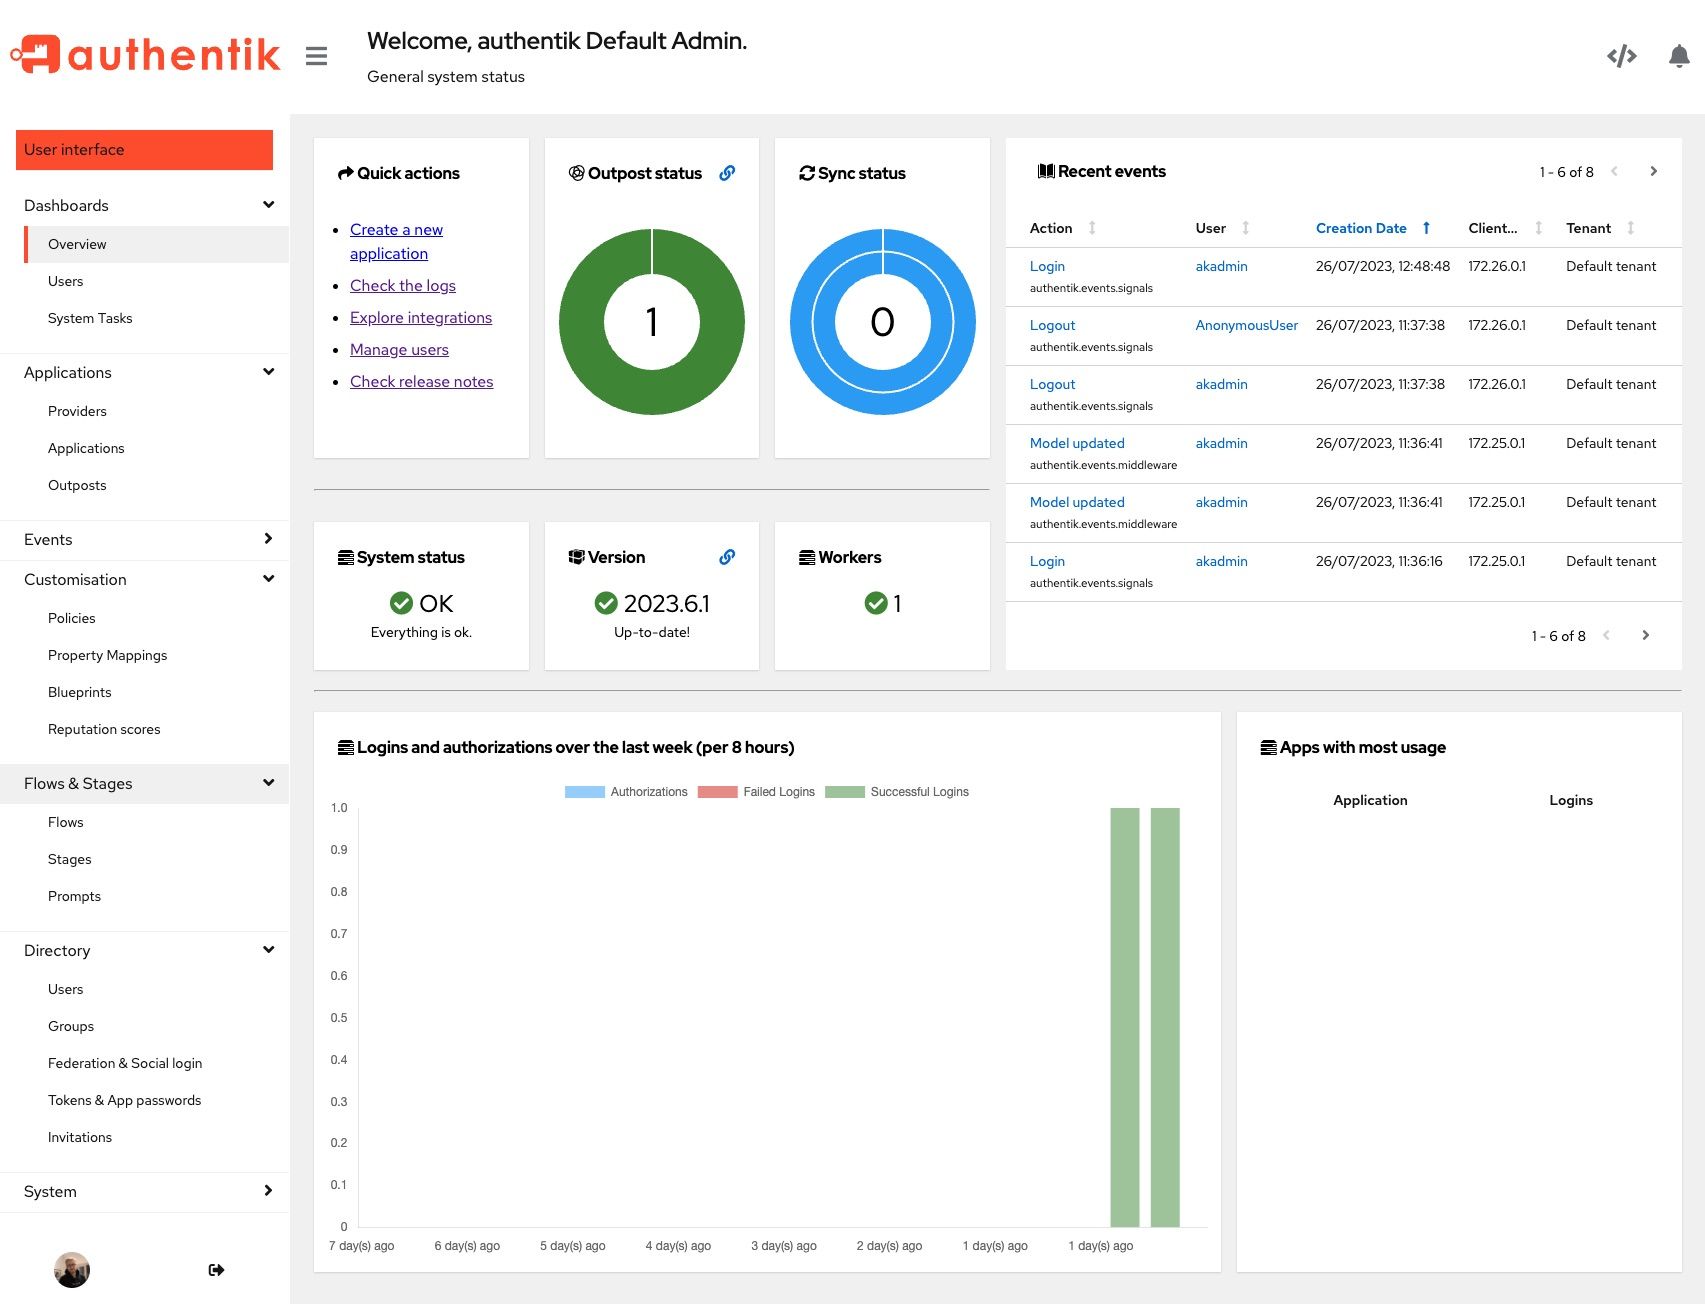 authentik
Welcome, authentik Default Admin.
General system status
User interface
Dashboards
Overview
Users
System Tasks
Applications
Providers
Applications
Outposts
Events
Customisation
Policies
Property Mappings
Blueprints
Reputation scores
Flows & Stages
Flows
Stages
Prompts
Directory
Users
Groups
Federation & Social login
Tokens & App passwords
Invitations
System
Quick actions
Create a new
application
Check the logs
Explore integrations
Manage users
Check release notes
Outpost status
1
Sync status
0
Recent events
1 - 6 of 8
Action User Creation Date Client... Tenant
Login akadmin 26/07/2023, 12:48:48 172.26.0.1 Default tenant
authentik.events.signals
Logout AnonymousUser 26/07/2023, 11:37:38 172.26.0.1 Default tenant
authentik.events.signals
Logout akadmin 26/07/2023, 11:37:38 172.26.0.1 Default tenant
authentik.events.signals
Model updated akadmin 26/07/2023, 11:36:41 172.25.0.1 Default tenant
authentik.events.middleware
Model updated akadmin 26/07/2023, 11:36:41 172.25.0.1 Default tenant
authentik.events.middleware
Login akadmin 26/07/2023, 11:36:16 172.25.0.1 Default tenant
authentik.events.signals
1 - 6 of 8
System status
OK
Everything is ok.
Version
2023.6.1
Up-to-date!
Workers
1
Logins and authorizations over the last week (per 8 hours)
Authorizations Failed Logins Successful Logins
1.0
0.9
0.8
0.7
0.6
0.5
0.4
0.3
0.2
0.1
0
7 day(s) ago 6 day(s) ago 5 day(s) ago 4 day(s) ago 3 day(s) ago 2 day(s) ago 1 day(s) ago 1 day(s) ago
Apps with most usage
Application Logins